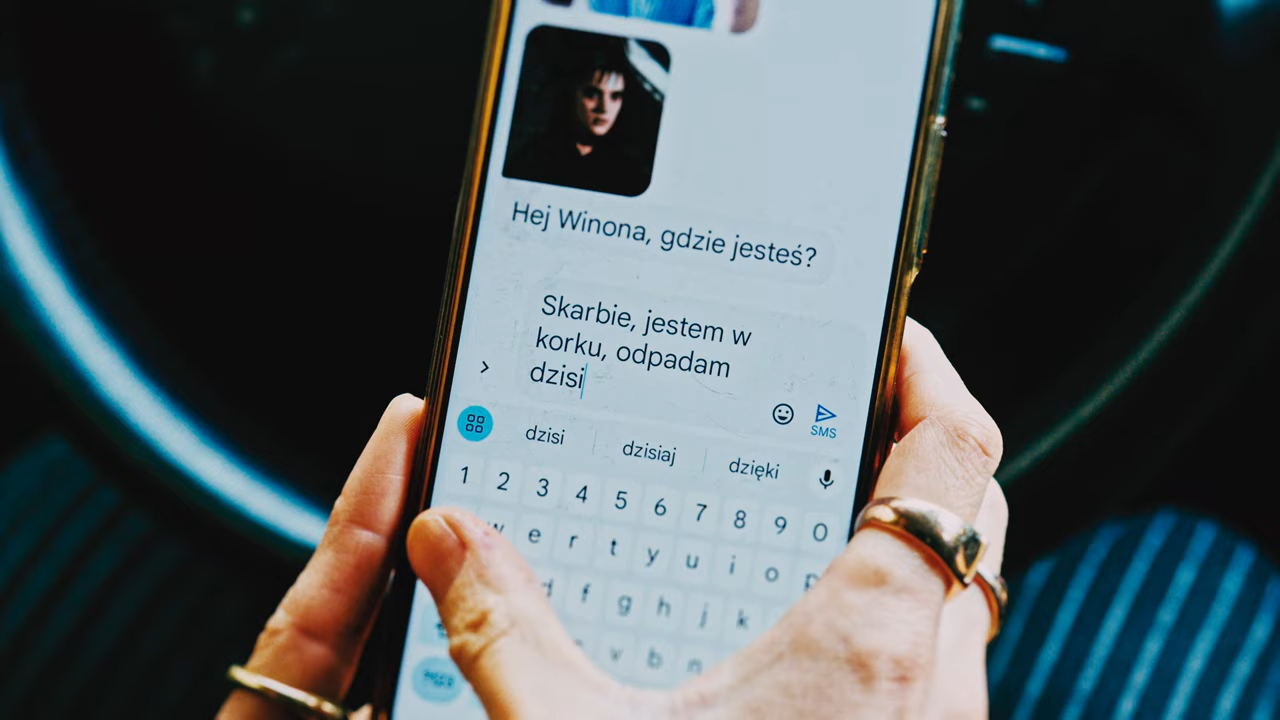 Hej Winona, gdzie jesteś?
Skarbie, jestem w
korku, odpadam
dzisi
SMS
dzisi dzisiaj dzięki
1 2 3 4 5 6 7 8 9 0
w e r t y u i o p
d f g h j k
v b n